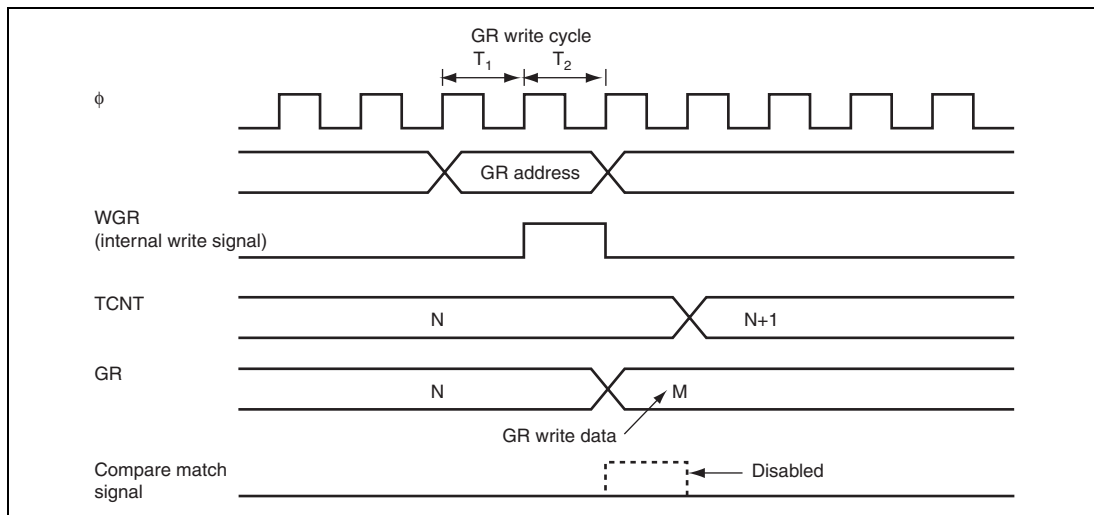 GR write cycle
T1 T2
ϕ
GR address
WGR
(internal write signal)
TCNT
N N+1
GR
N M
GR write data
Compare match
signal
Disabled